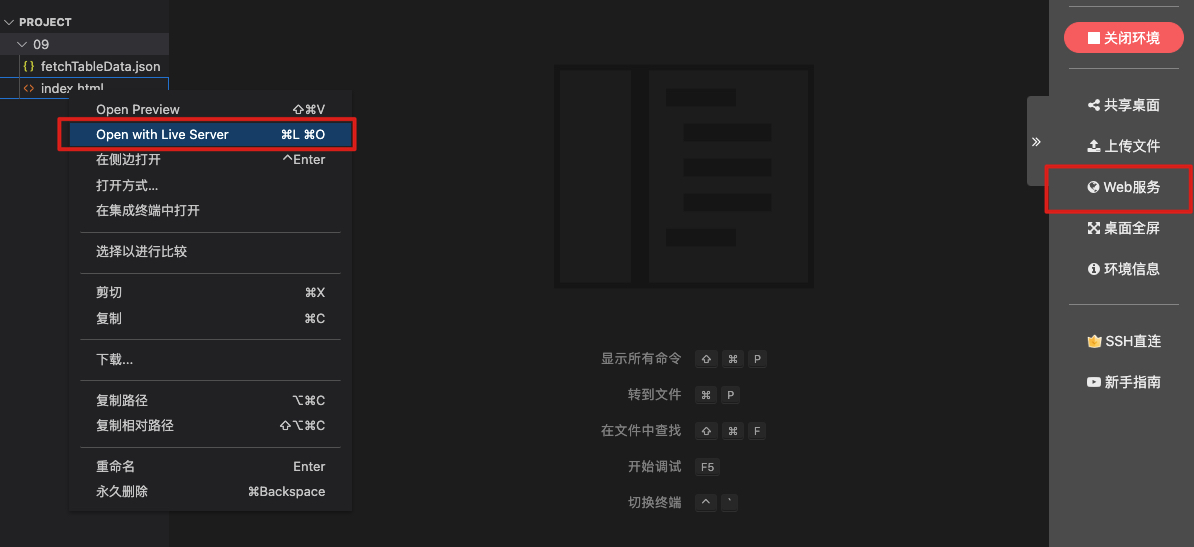 PROJECT
09
{} fetchTableData.json
<> index.html
Open Preview ⇧⌘V
Open with Live Server ⌘L ⌘O
在侧边打开 ^Enter
打开方式...
在集成终端中打开
选择以进行比较
剪切 ⌘X
复制 ⌘C
下载...
复制路径 ⌥⌘C
复制相对路径 ⇧⌥⌘C
重命名 Enter
永久删除 ⌘Backspace
显示所有命令 ⇧ ⌘ P
转到文件 ⌘ P
在文件中查找 ⇧ ⌘ F
开始调试 F5
切换终端 ^ `
关闭环境
共享桌面
上传文件
Web服务
桌面全屏
环境信息
SSH直连
新手指南